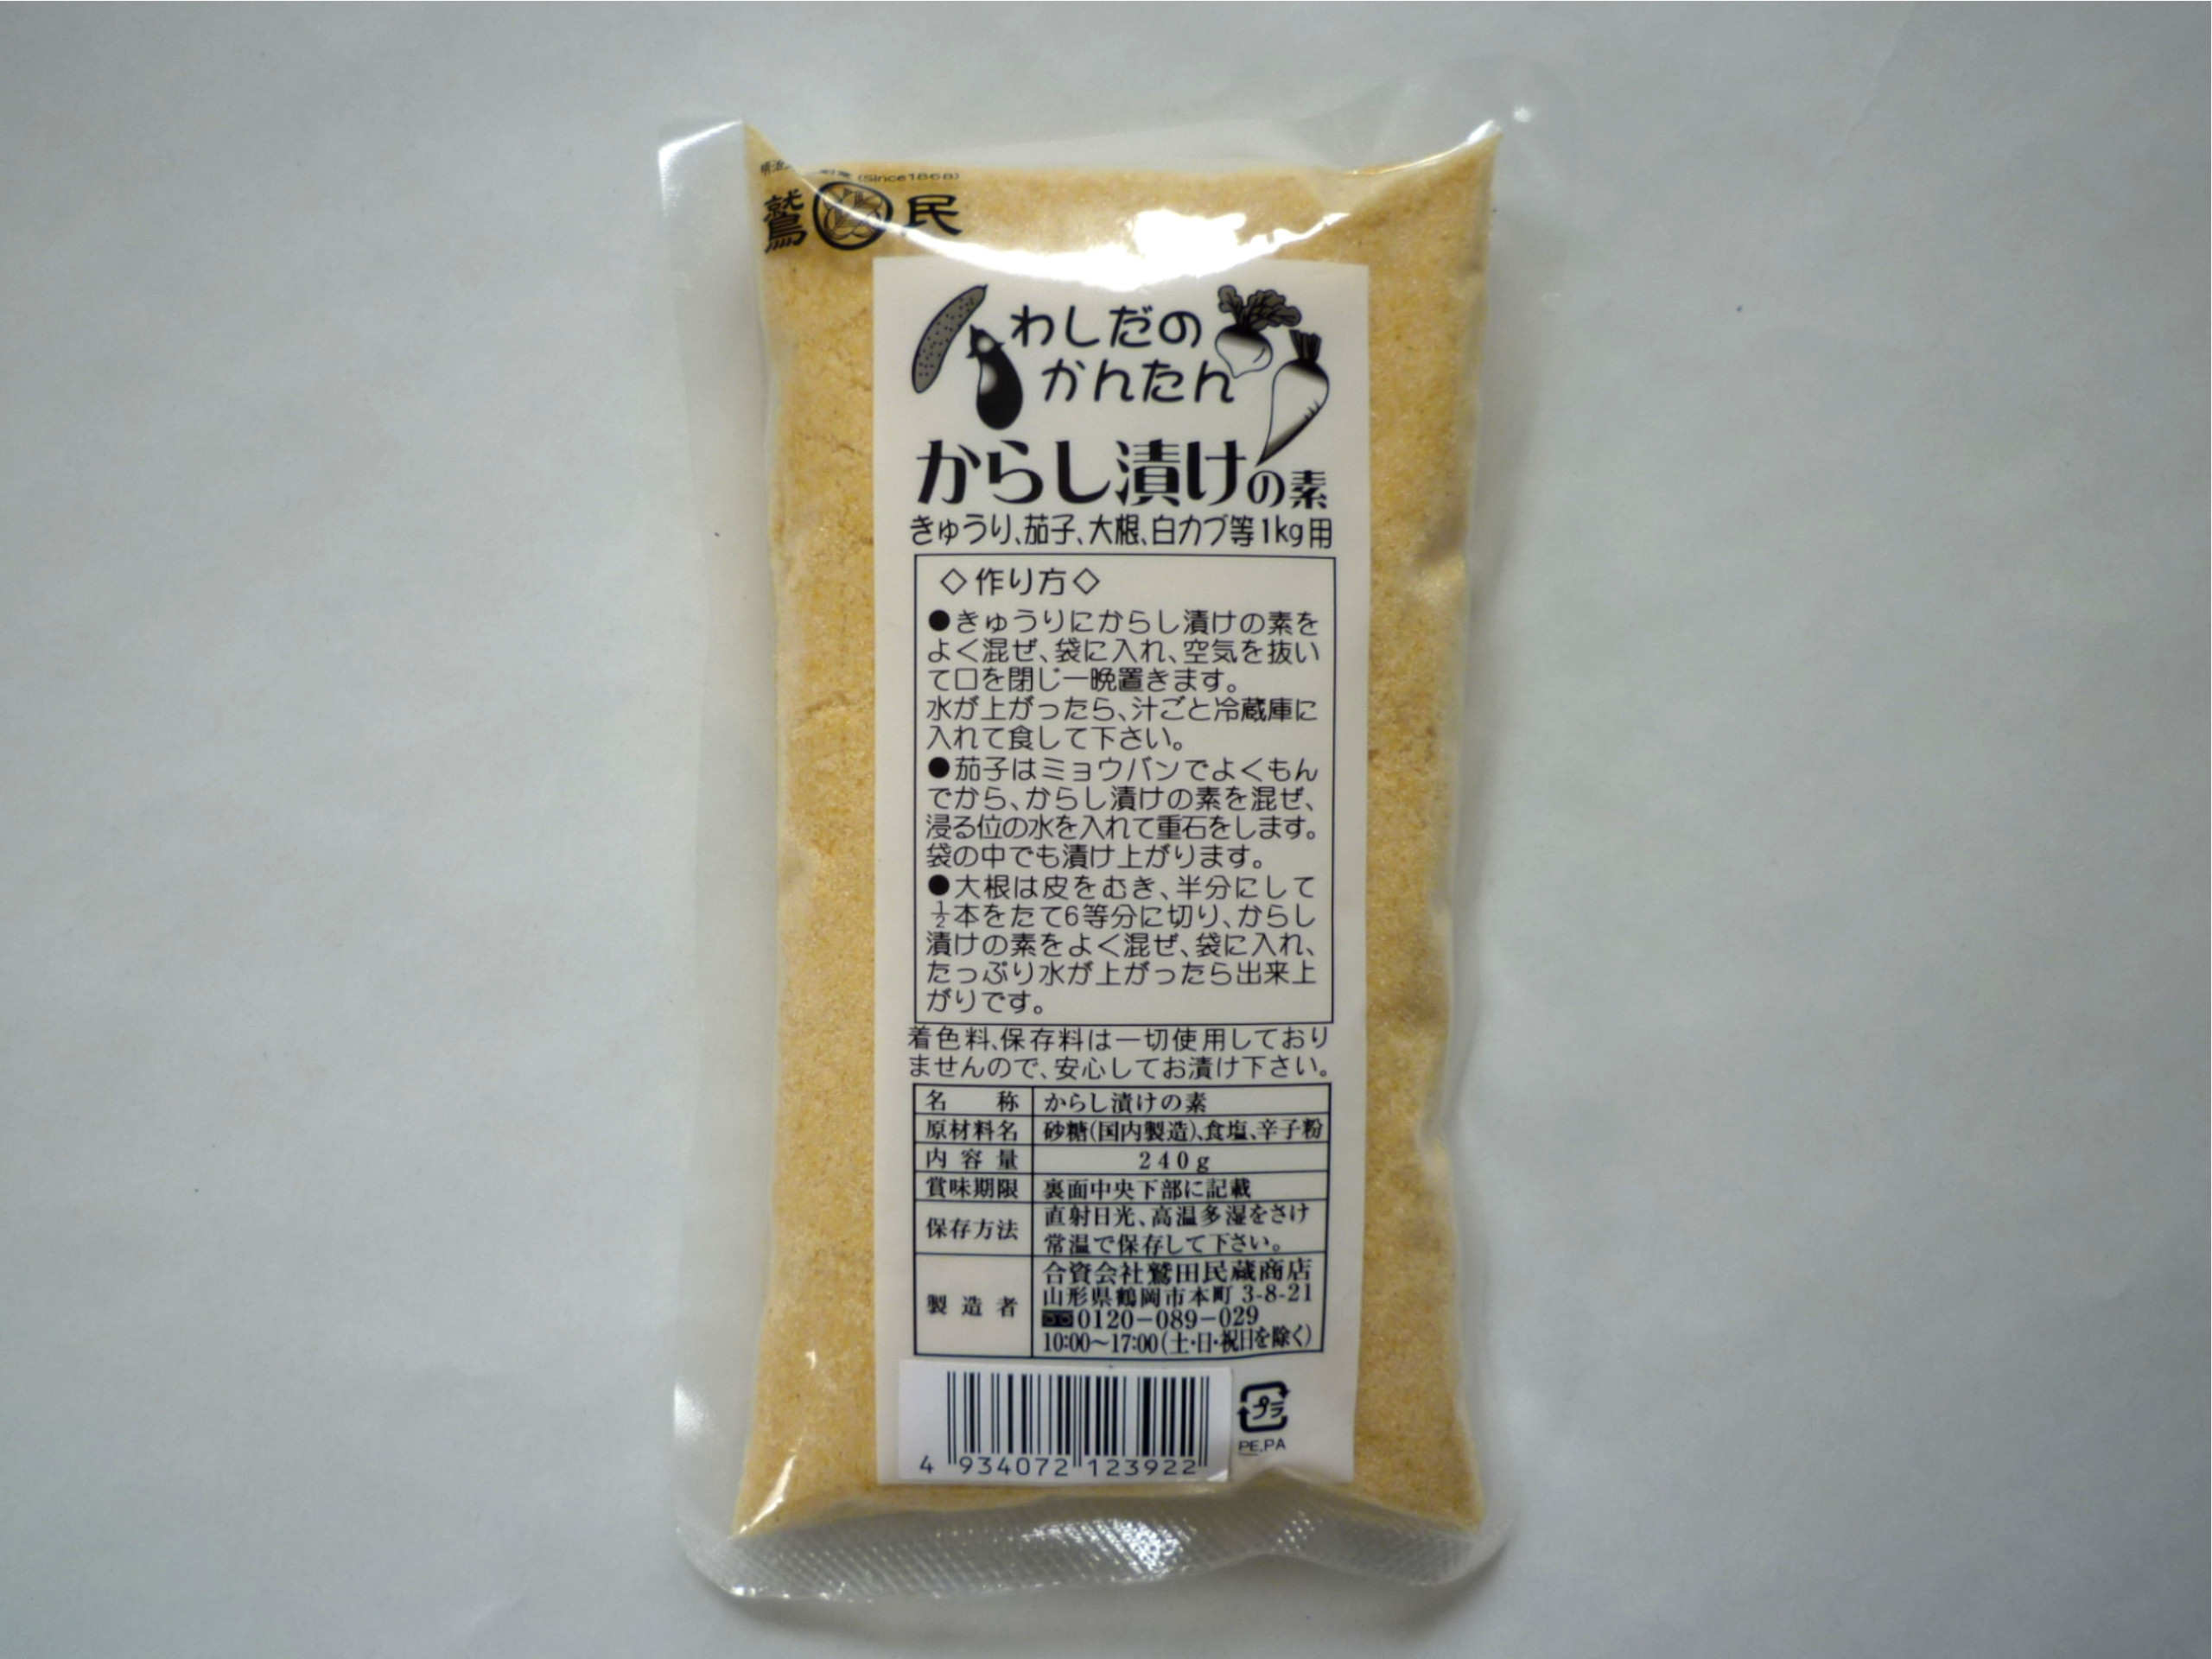 (Since1868)
鷲 民
わしだの
かんたん
からし漬けの素
きゅうり、茄子、大根、白カブ等1kg用
◇作り方◇
●きゅうりにからし漬けの素を
よく混ぜ、袋に入れ、空気を抜い
て口を閉じ一晩置きます。
水が上がったら、汁ごと冷蔵庫に
入れて食して下さい。
●茄子はミョウバンでよくもん
でから、からし漬けの素を混ぜ、
浸る位の水を入れて重石をします。
袋の中でも漬け上がります。
●大根は皮をむき、半分にして
½本をたて6等分に切り、からし
漬けの素をよく混ぜ、袋に入れ、
たっぷり水が上がったら出来上
がりです。
着色料、保存料は一切使用しており
ませんので、安心してお漬け下さい。
名称 からし漬けの素
原材料名 砂糖(国内製造)、食塩、辛子粉
内容量 240g
賞味期限 裏面中央下部に記載
保存方法 直射日光、高温多湿をさけ
常温で保存して下さい。
製造者 合資会社鷲田民蔵商店
山形県鶴岡市本町 3-8-21
0120-089-029
10:00〜17:00(土・日・祝日を除く)
4 934072 123922
プラ
PE,PA